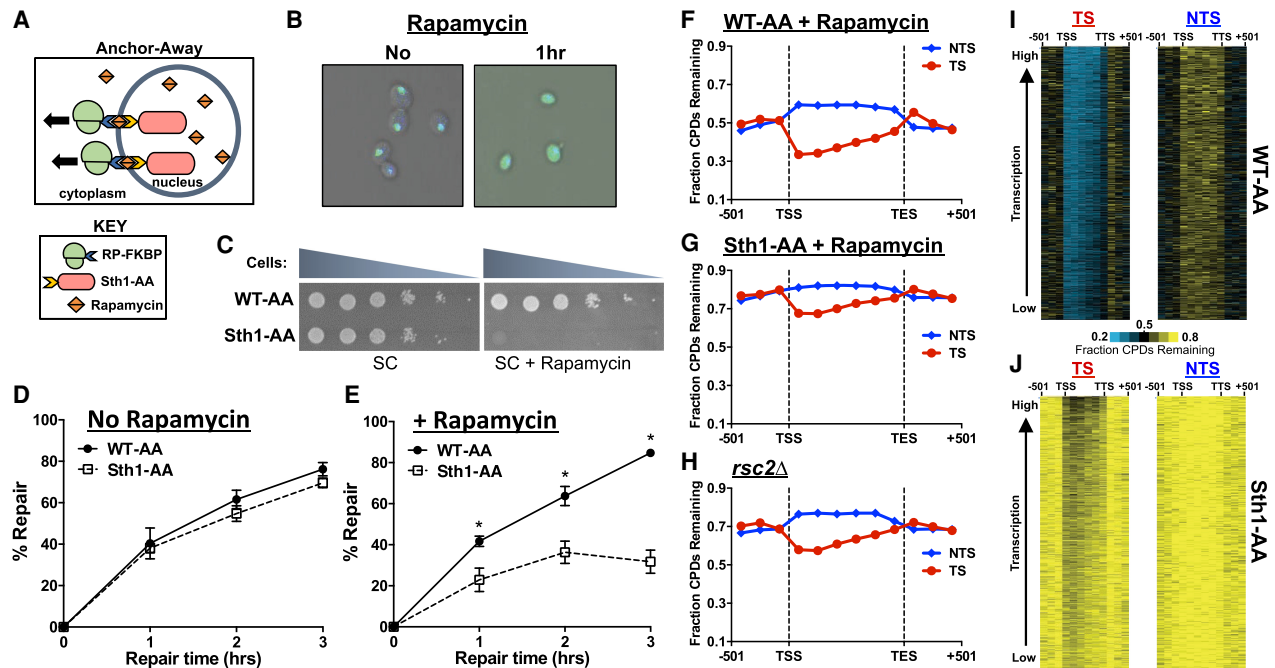 A
Anchor-Away
cytoplasm
nucleus
KEY
RP-FKBP
Sth1-AA
Rapamycin
B
Rapamycin
No
1hr
C
Cells:
WT-AA
Sth1-AA
SC
SC + Rapamycin
D
No Rapamycin
WT-AA
Sth1-AA
% Repair
100
80
60
40
20
0
0
1
2
3
Repair time (hrs)
E
+ Rapamycin
WT-AA
Sth1-AA
% Repair
100
80
60
40
20
0
*
*
*
0
1
2
3
Repair time (hrs)
F
WT-AA + Rapamycin
NTS
TS
Fraction CPDs Remaining
0.9
0.7
0.5
0.3
0.1
-501
TSS
TES
+501
G
Sth1-AA + Rapamycin
NTS
TS
Fraction CPDs Remaining
0.9
0.7
0.5
0.3
0.1
-501
TSS
TES
+501
H
rsc2Δ
NTS
TS
Fraction CPDs Remaining
0.9
0.7
0.5
0.3
0.1
-501
TSS
TES
+501
I
TS
NTS
-501 TSS TTS +501
-501 TSS TTS +501
High
Transcription
Low
WT-AA
0.5
0.2
0.8
Fraction CPDs Remaining
J
TS
NTS
-501 TSS TTS +501
-501 TSS TTS +501
High
Transcription
Low
Sth1-AA